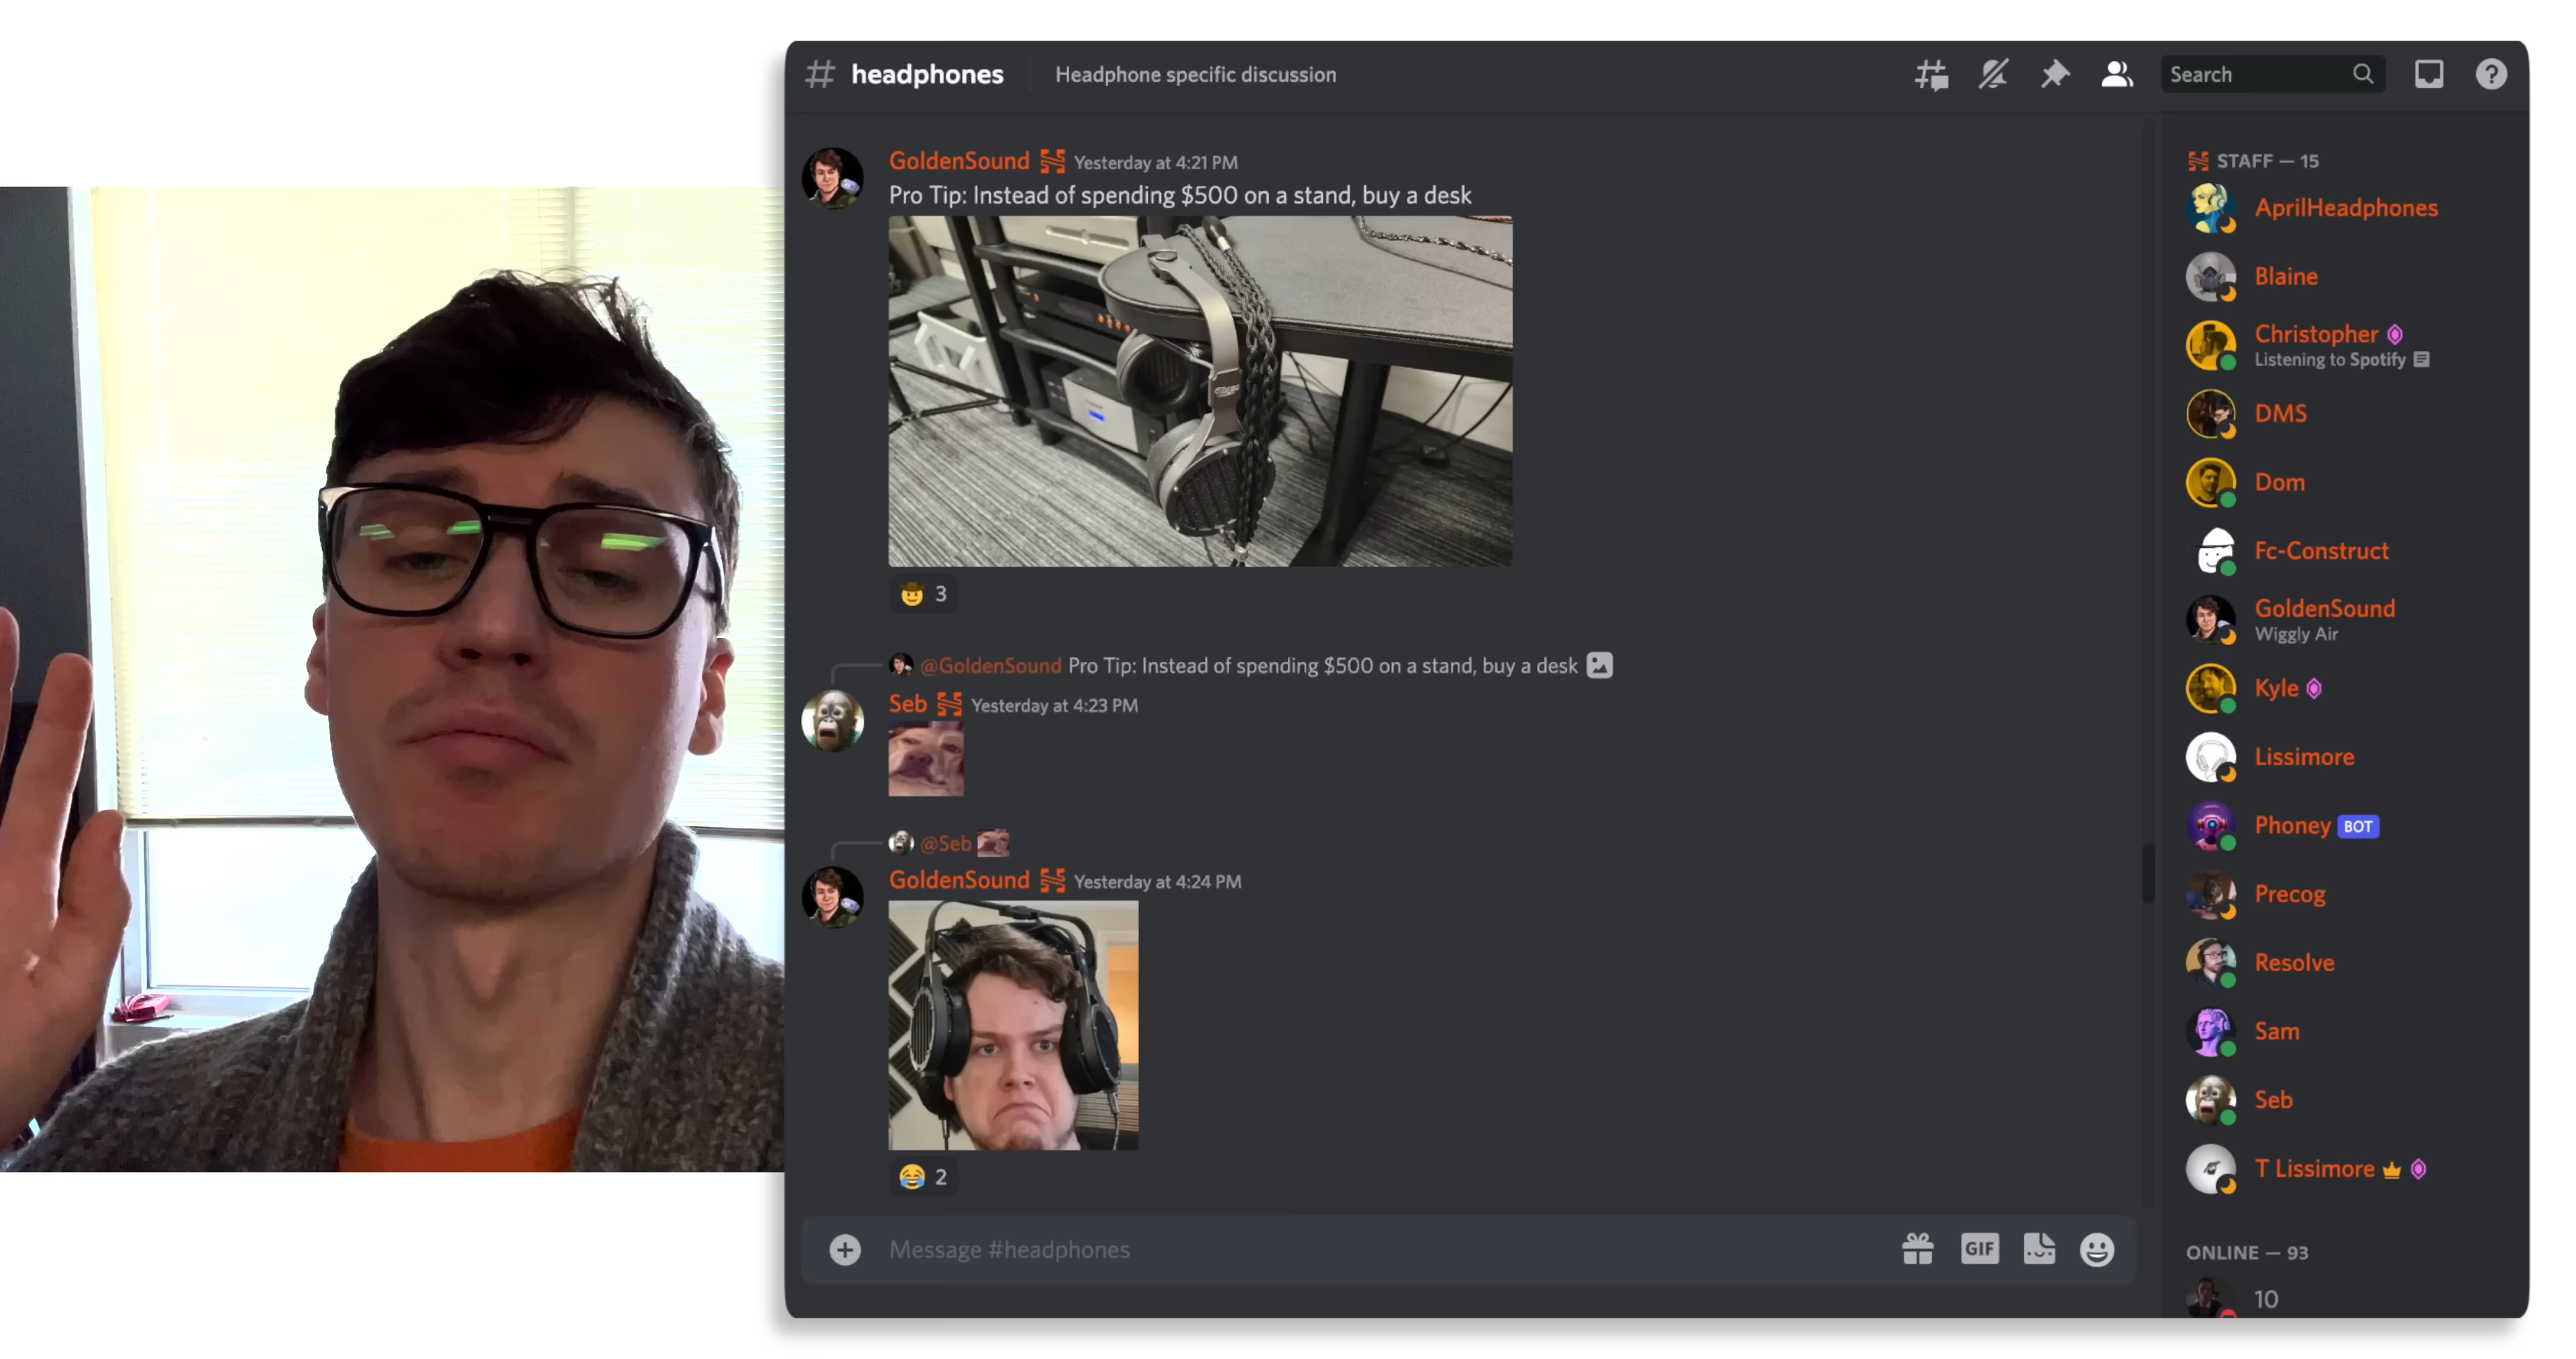 headphones
Headphone specific discussion
Search
GoldenSound Yesterday at 4:21 PM
Pro Tip: Instead of spending $500 on a stand, buy a desk
3
@GoldenSound Pro Tip: Instead of spending $500 on a stand, buy a desk
Seb Yesterday at 4:23 PM
@Seb
GoldenSound Yesterday at 4:24 PM
2
Message #headphones
GIF
STAFF — 15
AprilHeadphones
Blaine
Christopher
Listening to Spotify
DMS
Dom
Fc-Construct
GoldenSound
Wiggly Air
Kyle
Lissimore
Phoney BOT
Precog
Resolve
Sam
Seb
T Lissimore
ONLINE — 93
10